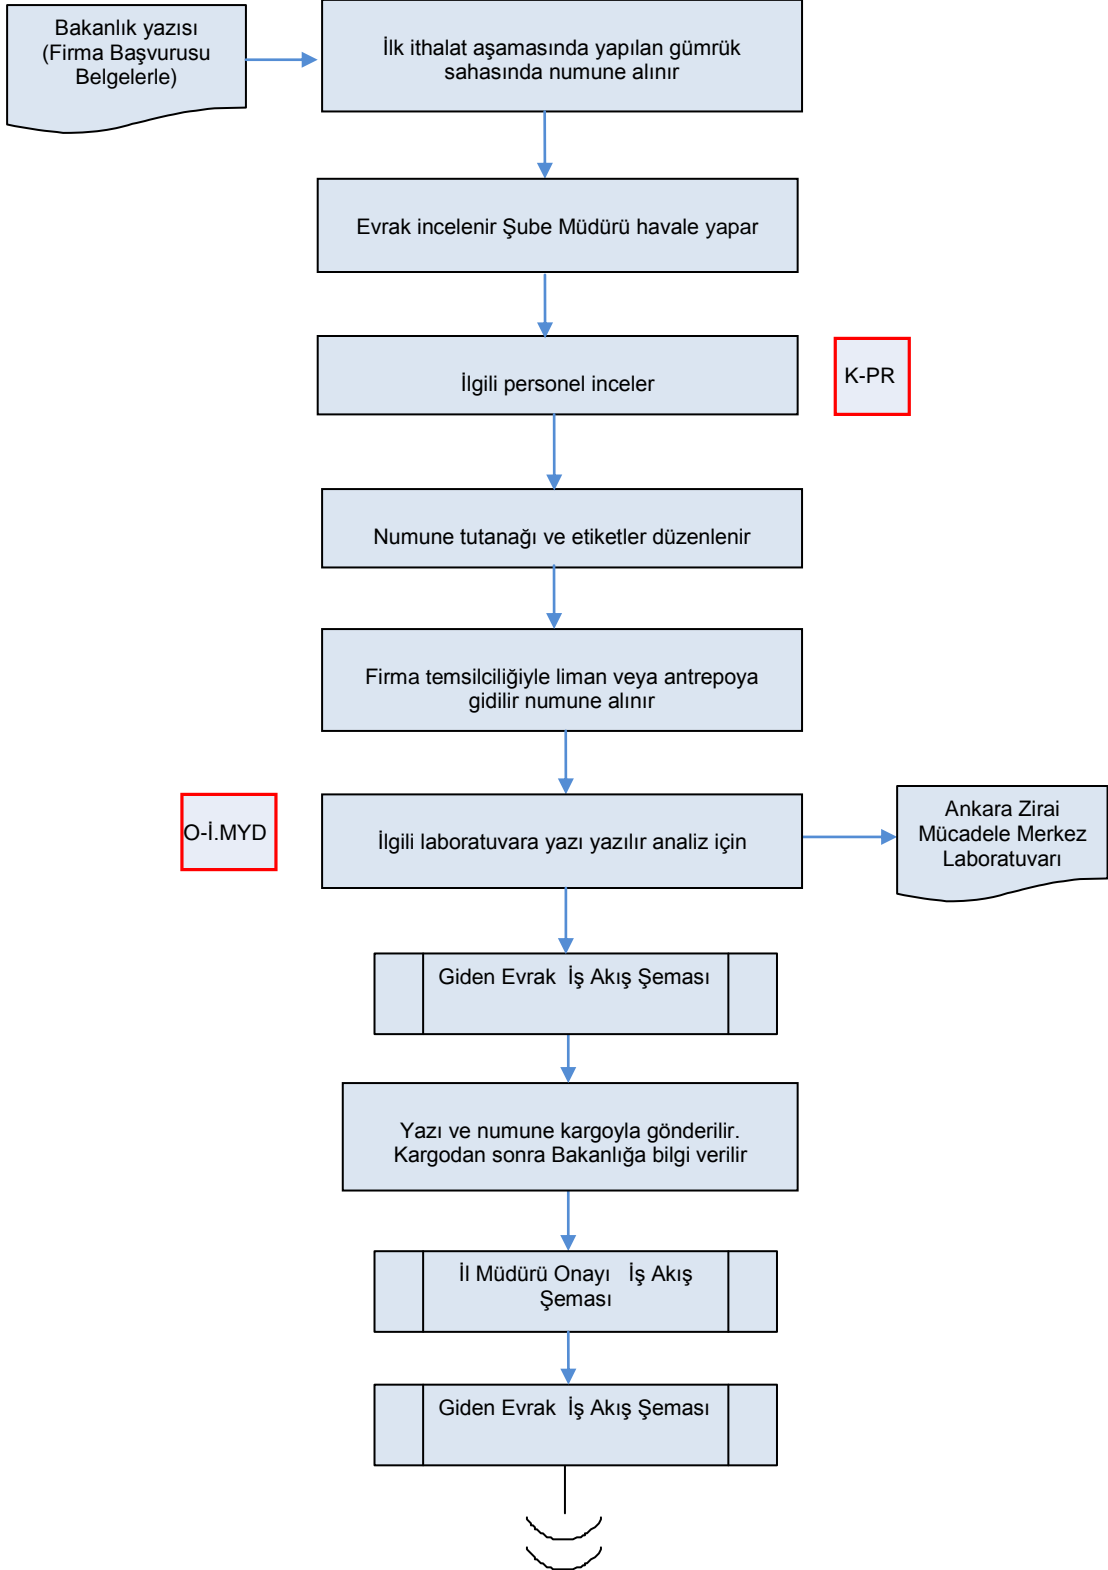 Bakanlık yazısı
(Firma Başvurusu
Belgelerle)
İlk ithalat aşamasında yapılan gümrük
sahasında numune alınır
Evrak incelenir Şube Müdürü havale yapar
İlgili personel inceler
K-PR
Numune tutanağı ve etiketler düzenlenir
Firma temsilciliğiyle liman veya antrepoya
gidilir numune alınır
O-İ.MYD
İlgili laboratuvara yazı yazılır analiz için
Ankara Zirai
Mücadele Merkez
Laboratuvarı
Giden Evrak İş Akış Şeması
Yazı ve numune kargoyla gönderilir.
Kargodan sonra Bakanlığa bilgi verilir
İl Müdürü Onayı İş Akış
Şeması
Giden Evrak İş Akış Şeması